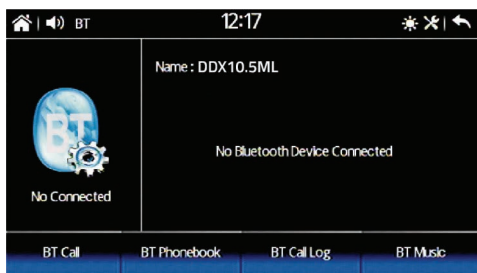 BT
12:17
Name : DDX10.5ML
BT
No Bluetooth Device Connected
No Connected
BT Call
BT Phonebook
BT Call Log
BT Music